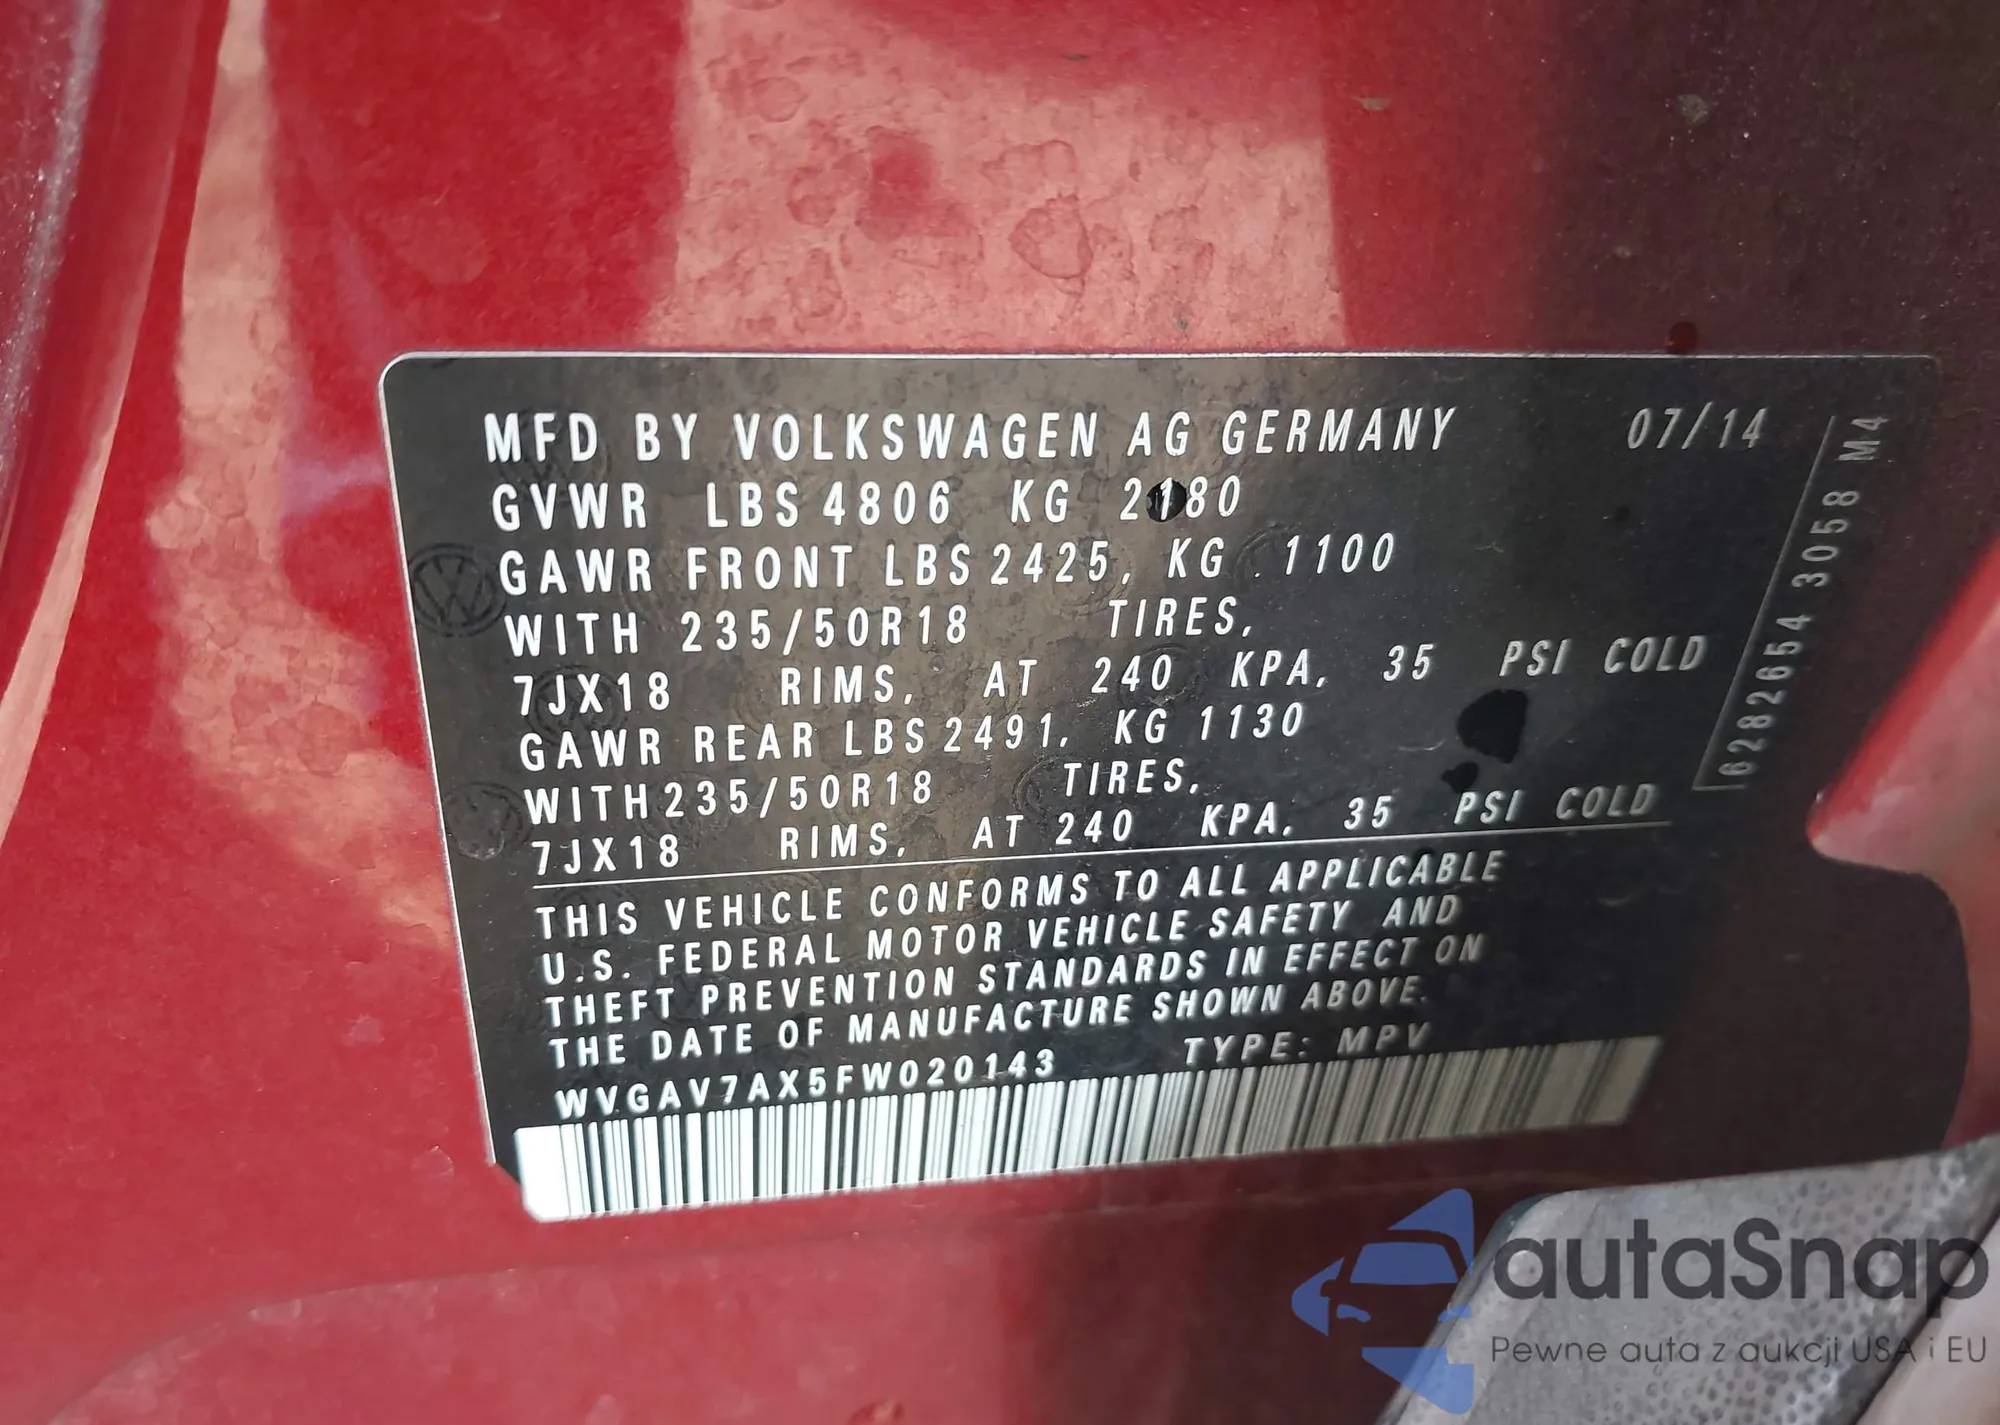 MFD BY VOLKSWAGEN AG GERMANY 07/14
GVWR LBS 4806 KG 2180
GAWR FRONT LBS 2425, KG 1100
WITH 235/50R18 TIRES,
7JX18 RIMS, AT 240 KPA, 35 PSI COLD
GAWR REAR LBS 2491, KG 1130
WITH 235/50R18 TIRES,
7JX18 RIMS, AT 240 KPA, 35 PSI COLD
THIS VEHICLE CONFORMS TO ALL APPLICABLE
U.S. FEDERAL MOTOR VEHICLE SAFETY AND
THEFT PREVENTION STANDARDS IN EFFECT ON
THE DATE OF MANUFACTURE SHOWN ABOVE.
WVGAV7AX5FW020143 TYPE: MPV
6282654 3058 M4
autaSnap
Pewne auta z aukcji USA i EU